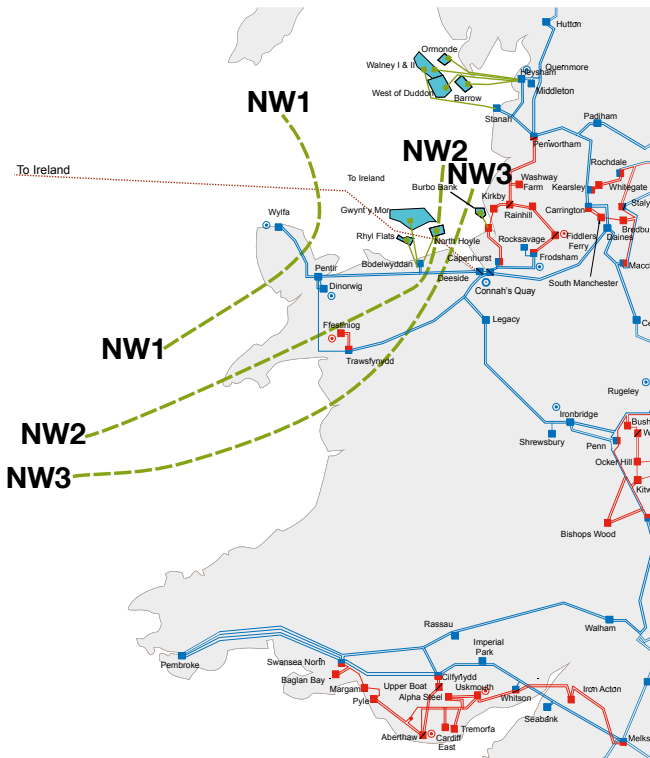 Hutton
Ormonde
Walney I & II
Quernmore
Heysham
Middleton
West of Duddon
Barrow
NW1
Stanah
Padiham
Penwortham
NW2
Rochdale
To Ireland
NW3
Washway
Farm
Kearsley
Whitegate
To Ireland
Burbo Bank
Kirkby
Carrington
Staly
Gwynt y Mor
Rainhill
Bredbu
Wylfa
Rhyl Flats
North Hoyle
Rocksavage
Fiddlers
Ferry
Daines
Pentir
Bodelwyddan
Capenhurst
Frodsham
Macc
Deeside
South Manchester
Dinorwig
Connah's Quay
Ffestiniog
Legacy
Ce
NW1
Trawsfynydd
Rugeley
NW2
Ironbridge
Bush
Shrewsbury
Penn
W
NW3
Ocker Hill
Kitw
Bishops Wood
Rassau
Walham
Imperial
Park
Pembroke
Swansea North
Cilfynydd
Baglan Bay
Upper Boat
Uskmouth
Margam
Alpha Steel
Whitson
Iron Acton
Pyle
Seabank
Tremorfa
Aberthaw
Cardiff
East
Melks